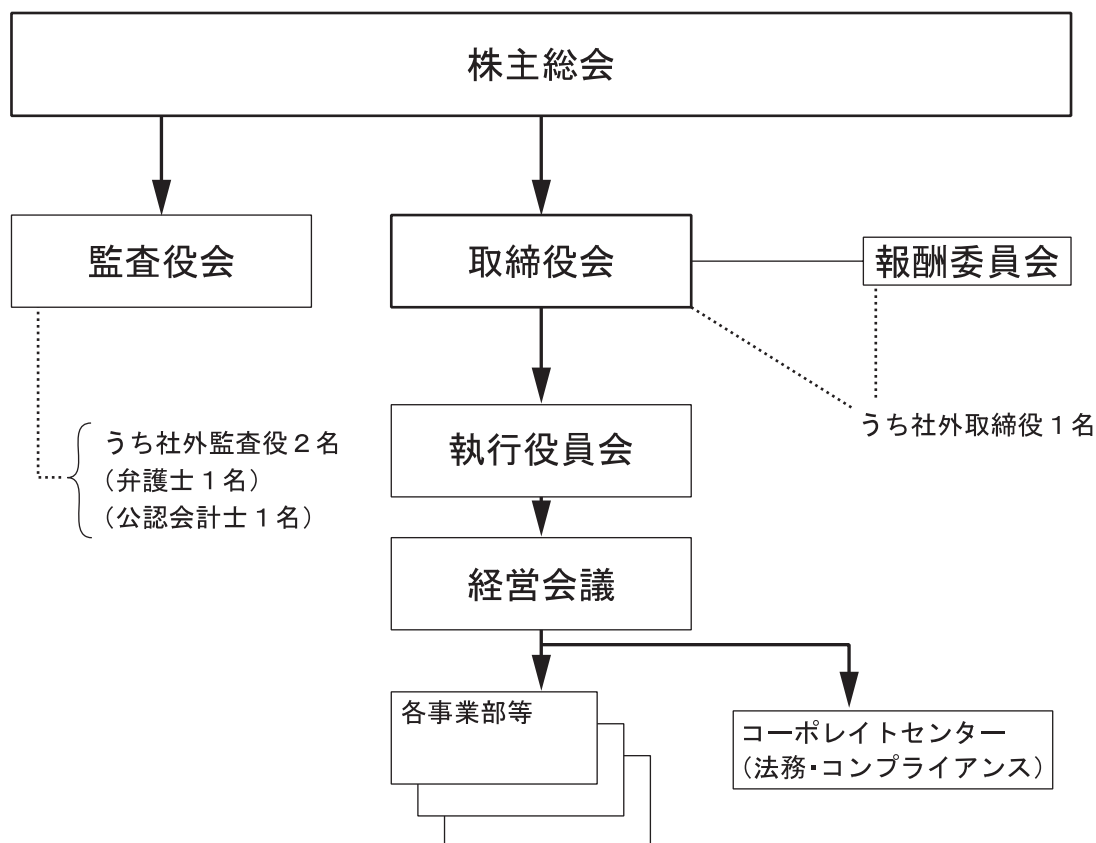 株主総会
監査役会
取締役会
報酬委員会
うち社外取締役１名
うち社外監査役２名
（弁護士１名）
（公認会計士１名）
執行役員会
経営会議
各事業部等
コーポレイトセンター
（法務・コンプライアンス）